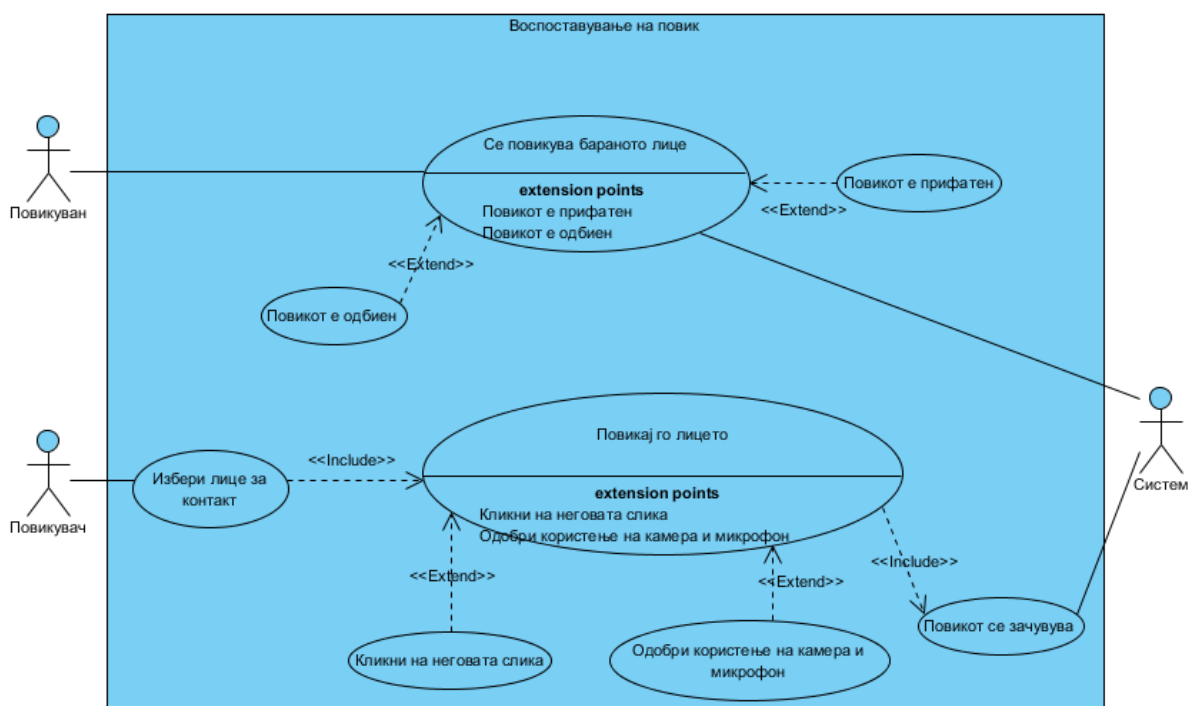 Воспоставување на повик
Се повикува бараното лице
extension points
Повикот е прифатен
Повикот е одбиен
Повикот е прифатен
<<Extend>>
Повикуван
<<Extend>>
Повикот е одбиен
Повикај го лицето
extension points
Кликни на неговата слика
Одобри користење на камера и микрофон
<<Include>>
Избери лице за
контакт
Повикувач
Систем
<<Extend>>
<<Extend>>
<<Include>>
Повикот се зачувува
Кликни на неговата слика
Одобри користење на камера и
микрофон